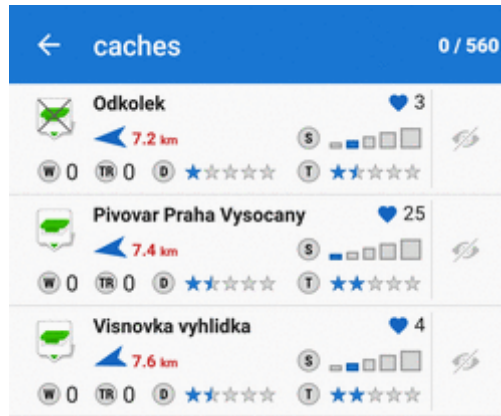 caches 0 / 560
Odkolek 3
7.2 km S
W 0 TR 0 D T
Pivovar Praha Vysocany 25
7.4 km S
W 0 TR 0 D T
Visnovka vyhlidka 4
7.6 km S
W 0 TR 0 D T